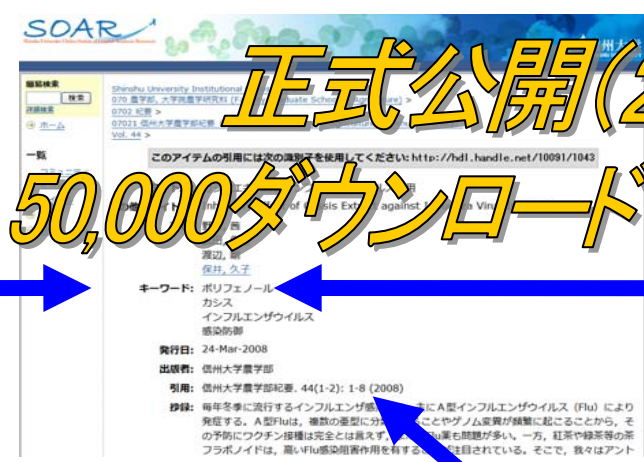 SOAR
簡易検索
検索
詳細検索
ホーム
一覧
Shinshu University Institutional
070 農学部, 大学院農学研究科
0702 紀要 >
07021 信州大学農学部紀要
Vol. 44 >
正式公開(2
このアイテムの引用には次の識別子を使用してください: http://hdl.handle.net/10091/1043
50,000ダウンロード
against
渡辺,
保井, 久子
キーワード: ポリフェノール
カシス
インフルエンザウイルス
感染防御
発行日: 24-Mar-2008
出版者: 信州大学農学部
引用: 信州大学農学部紀要. 44(1-2): 1-8 (2008)
抄録: 毎年冬季に流行するインフルエンザ感 にA型インフルエンザウイルス (Flu) により
発症する。A型Fluは、複数の亜型に分 ことやゲノム変異が頻繁に起こることから、そ
の予防にワクチン接種は完全とは言えず, 薬も問題が多い。一方, 紅茶や緑茶等の茶
フラボノイドは、高いFlu感染阻害作用を有する 注目されている。そこで、我々はアント